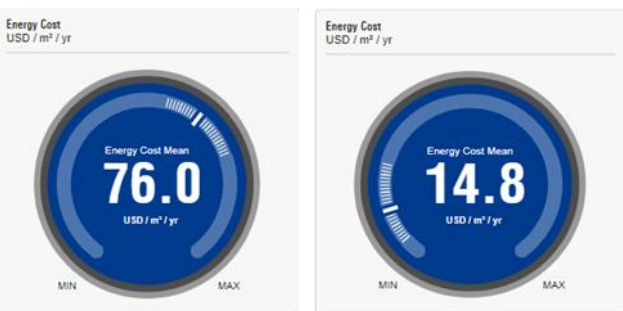 Energy Cost
USD / m² / yr
Energy Cost Mean
76.0
USD / m² / yr
MIN
MAX
Energy Cost
USD / m² / yr
Energy Cost Mean
14.8
USD / m² / yr
MIN
MAX